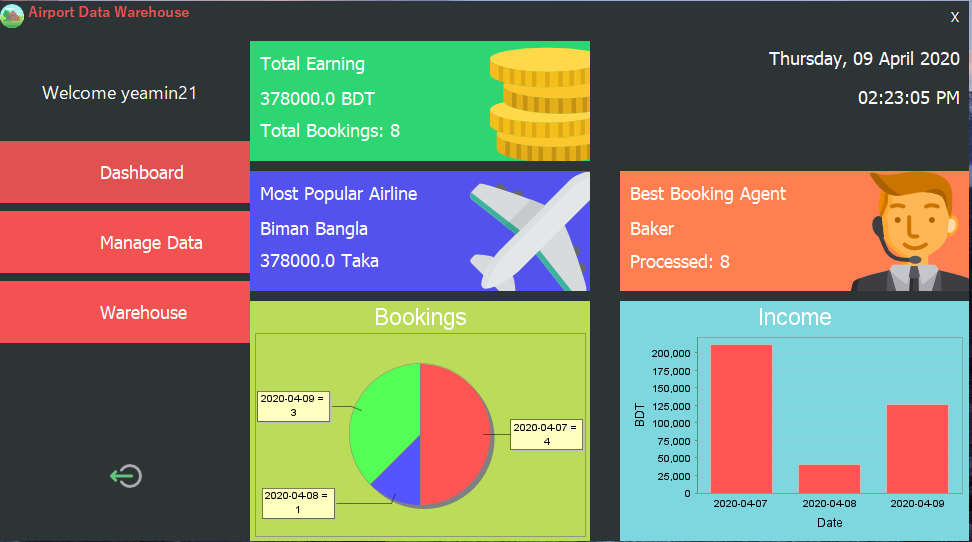 Airport Data Warehouse
X
Welcome yeamin21
Dashboard
Manage Data
Warehouse
Total Earning
378000.0 BDT
Total Bookings: 8
Thursday, 09 April 2020
02:23:05 PM
Most Popular Airline
Biman Bangla
378000.0 Taka
Best Booking Agent
Baker
Processed: 8
Bookings
2020-04-09 =
3
2020-04-07 =
4
2020-04-08 =
1
Income
BDT
200,000
175,000
150,000
125,000
100,000
75,000
50,000
25,000
0
2020-04-07 2020-04-08 2020-04-09
Date